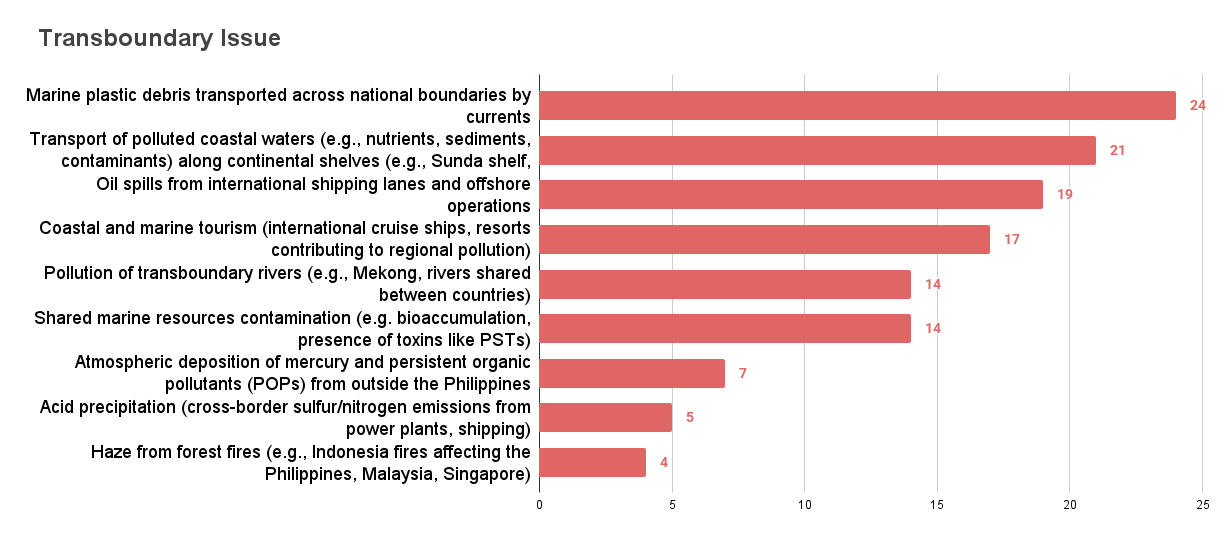 Transboundary Issue
Marine plastic debris transported across national boundaries by
currents
24
Transport of polluted coastal waters (e.g., nutrients, sediments,
contaminants) along continental shelves (e.g., Sunda shelf,
21
Oil spills from international shipping lanes and offshore
operations
19
Coastal and marine tourism (international cruise ships, resorts
contributing to regional pollution)
17
Pollution of transboundary rivers (e.g., Mekong, rivers shared
between countries)
14
Shared marine resources contamination (e.g. bioaccumulation,
presence of toxins like PSTs)
14
Atmospheric deposition of mercury and persistent organic
pollutants (POPs) from outside the Philippines
7
Acid precipitation (cross-border sulfur/nitrogen emissions from
power plants, shipping)
5
Haze from forest fires (e.g., Indonesia fires affecting the
Philippines, Malaysia, Singapore)
4
0 5 10 15 20 25